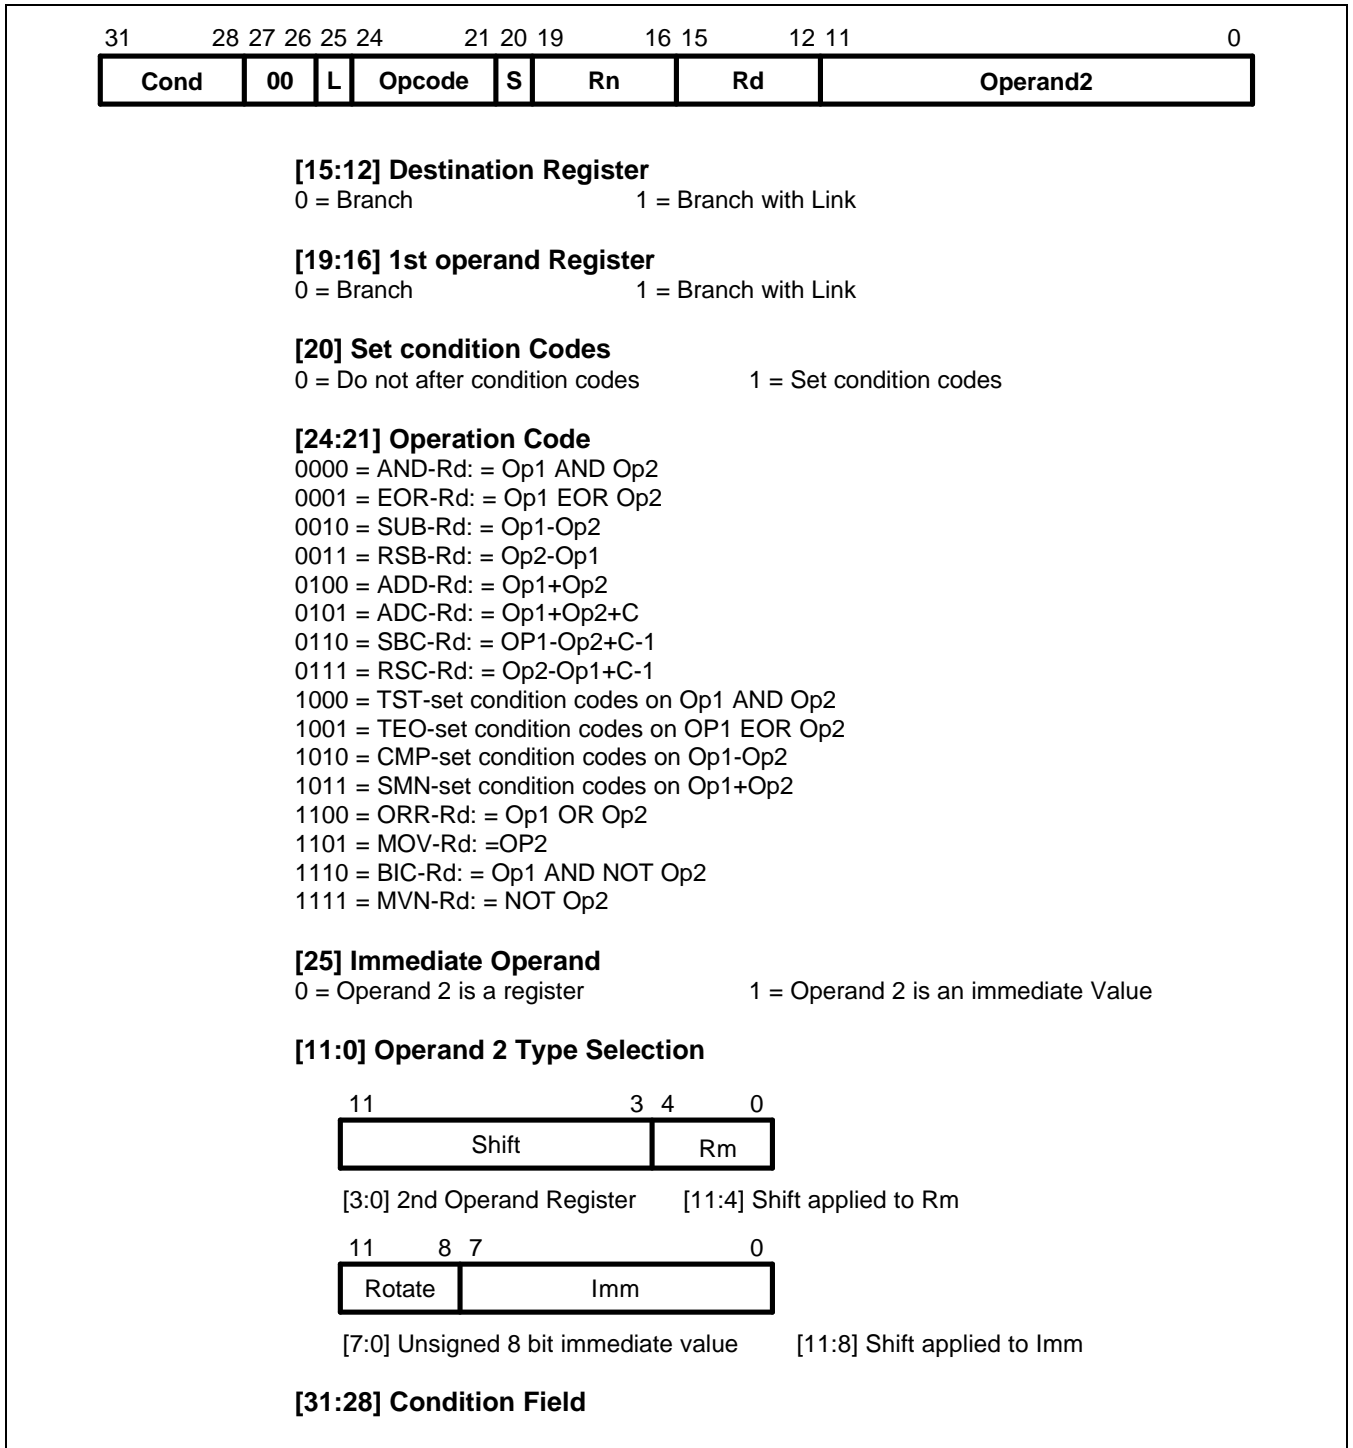 31 28 27 26 25 24 21 20 19 16 15 12 11 0
Cond 00 L Opcode S Rn Rd Operand2
[15:12] Destination Register
0 = Branch 1 = Branch with Link
[19:16] 1st operand Register
0 = Branch 1 = Branch with Link
[20] Set condition Codes
0 = Do not after condition codes 1 = Set condition codes
[24:21] Operation Code
0000 = AND-Rd: = Op1 AND Op2
0001 = EOR-Rd: = Op1 EOR Op2
0010 = SUB-Rd: = Op1-Op2
0011 = RSB-Rd: = Op2-Op1
0100 = ADD-Rd: = Op1+Op2
0101 = ADC-Rd: = Op1+Op2+C
0110 = SBC-Rd: = OP1-Op2+C-1
0111 = RSC-Rd: = Op2-Op1+C-1
1000 = TST-set condition codes on Op1 AND Op2
1001 = TEO-set condition codes on OP1 EOR Op2
1010 = CMP-set condition codes on Op1-Op2
1011 = SMN-set condition codes on Op1+Op2
1100 = ORR-Rd: = Op1 OR Op2
1101 = MOV-Rd: =OP2
1110 = BIC-Rd: = Op1 AND NOT Op2
1111 = MVN-Rd: = NOT Op2
[25] Immediate Operand
0 = Operand 2 is a register 1 = Operand 2 is an immediate Value
[11:0] Operand 2 Type Selection
11 3 4 0
Shift Rm
[3:0] 2nd Operand Register [11:4] Shift applied to Rm
11 8 7 0
Rotate Imm
[7:0] Unsigned 8 bit immediate value [11:8] Shift applied to Imm
[31:28] Condition Field